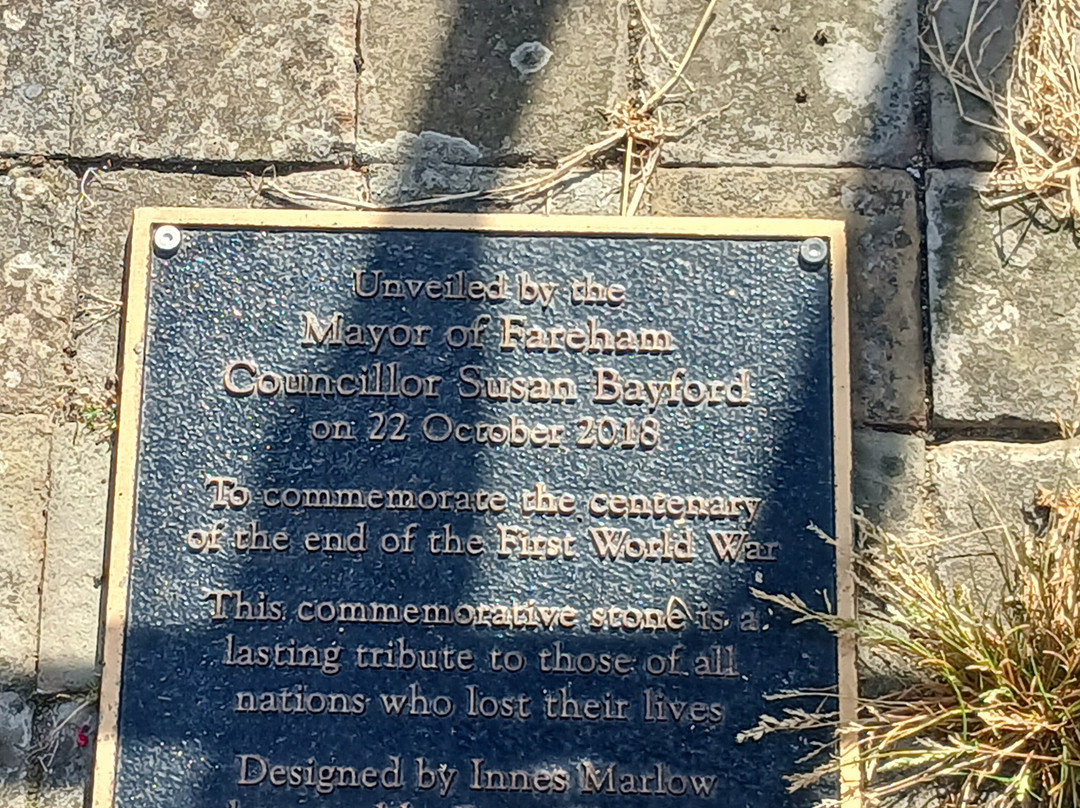 Unveiled by the
Mayor of Fareham
Councillor Susan Bayford
on 22 October 2018
To commemorate the centenary
of the end of the First World War
This commemorative stone is a
lasting tribute to those of all
nations who lost their lives
Designed by Innes Marlow